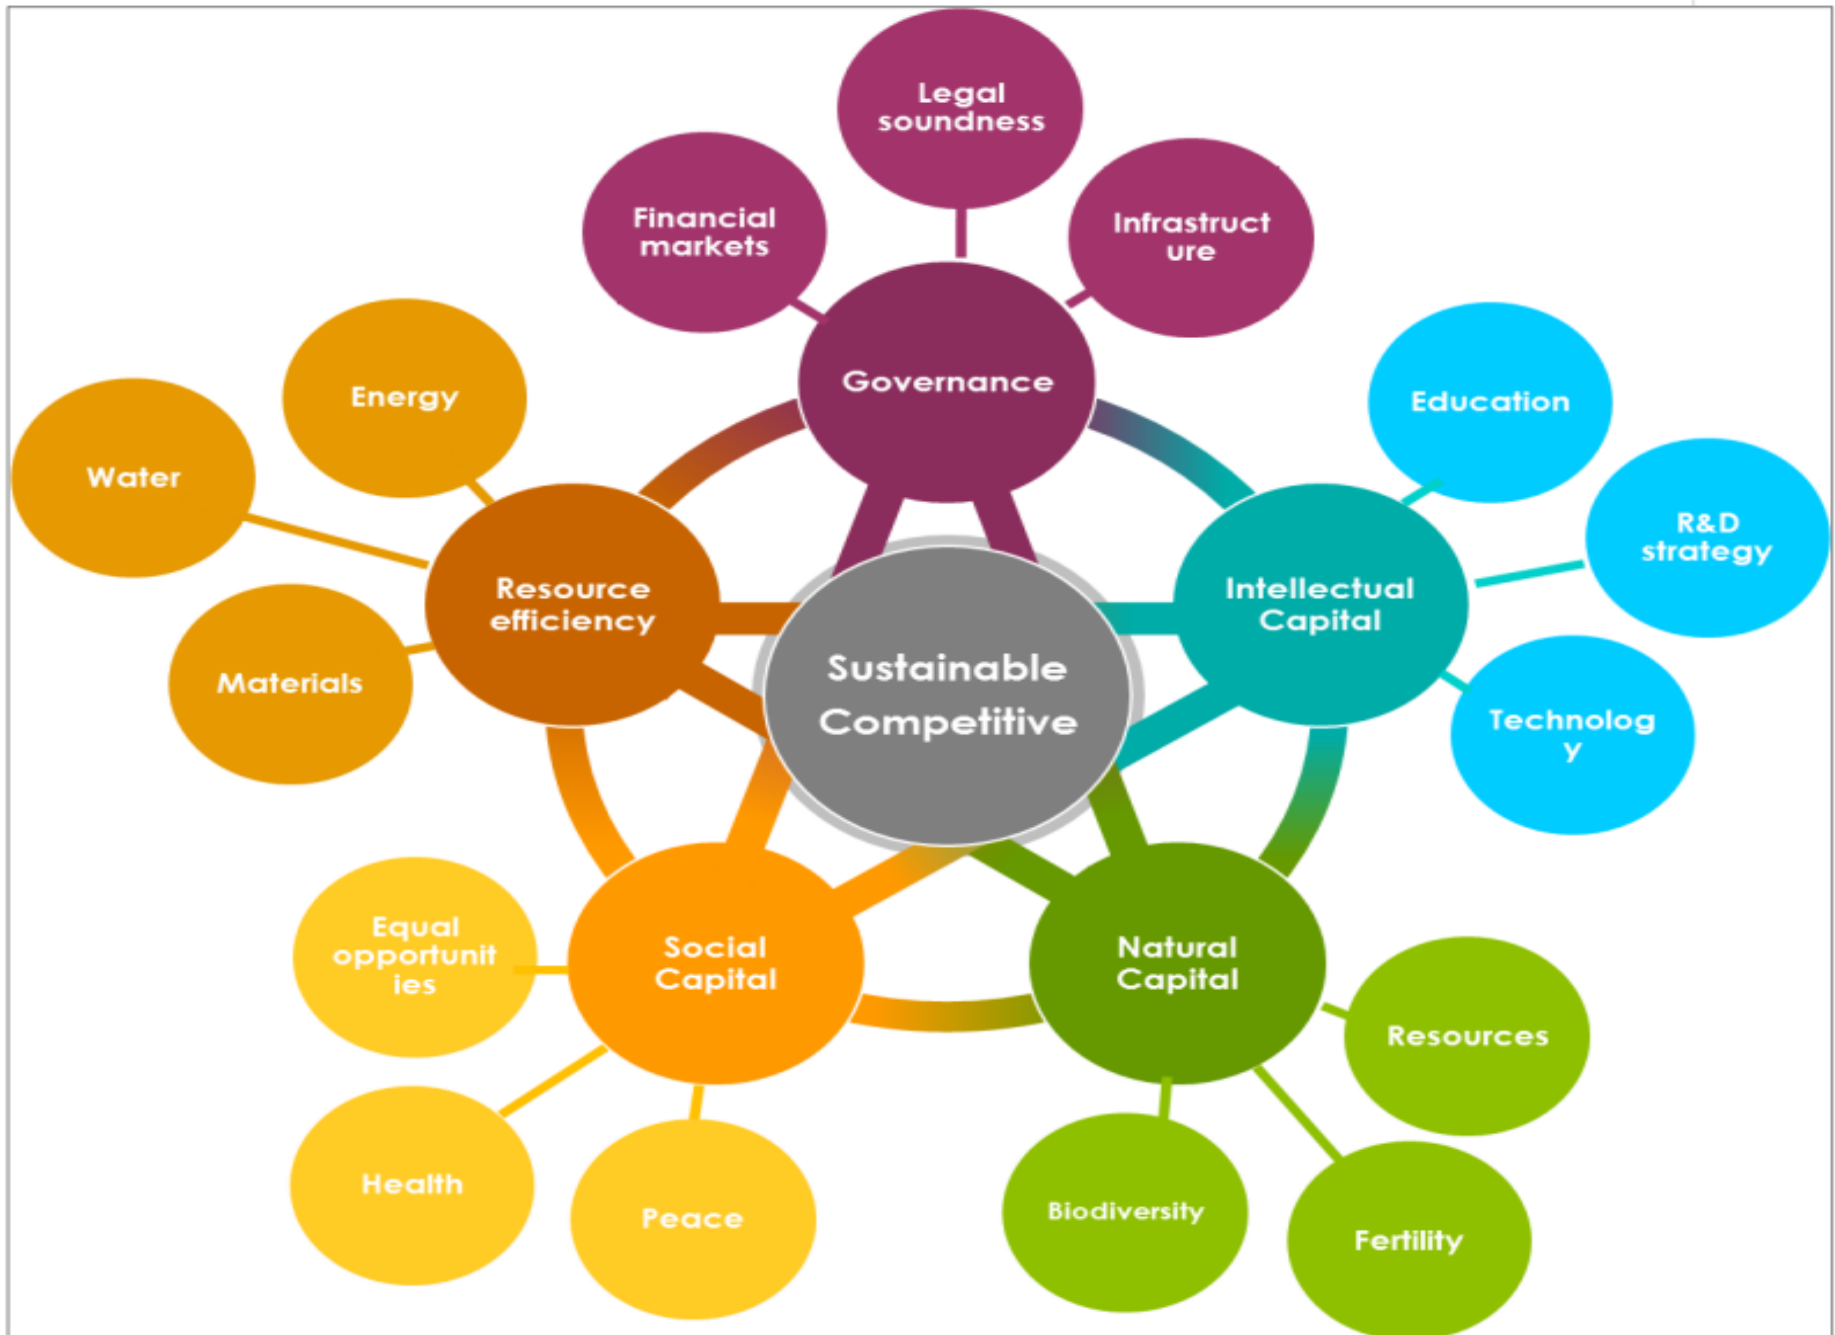 Legal
soundness
Financial
markets
Infrastruct
ure
Governance
Energy
Education
Water
R&D
strategy
Resource
efficiency
Intellectual
Capital
Sustainable
Competitive
Materials
Technolog
y
Equal
opportunit
ies
Social
Capital
Natural
Capital
Resources
Health
Peace
Biodiversity
Fertility